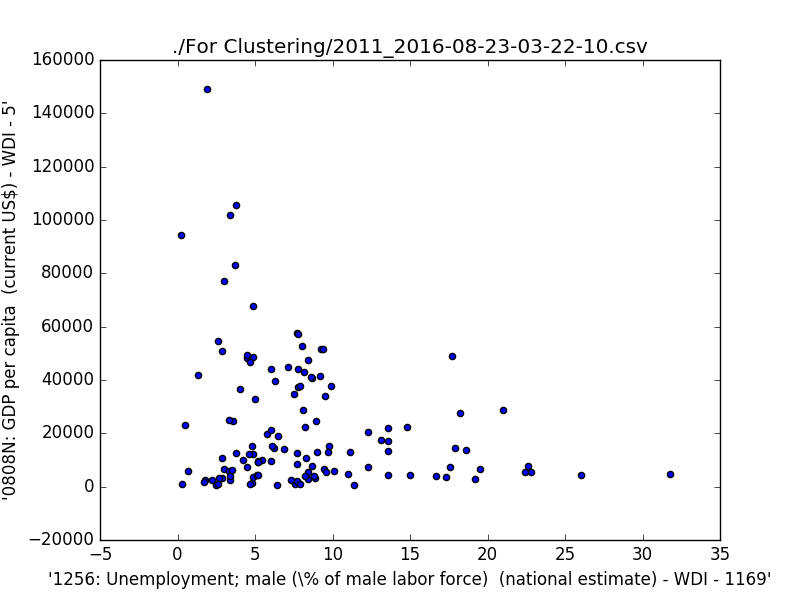 ./For Clustering/2011_2016-08-23-03-22-10.csv
160000
140000
120000
100000
80000
60000
40000
20000
0
−20000
−5 0 5 10 15 20 25 30 35
'0808N: GDP per capita  (current US$) - WDI - 5'
'1256: Unemployment; male (\% of male labor force)  (national estimate) - WDI - 1169'